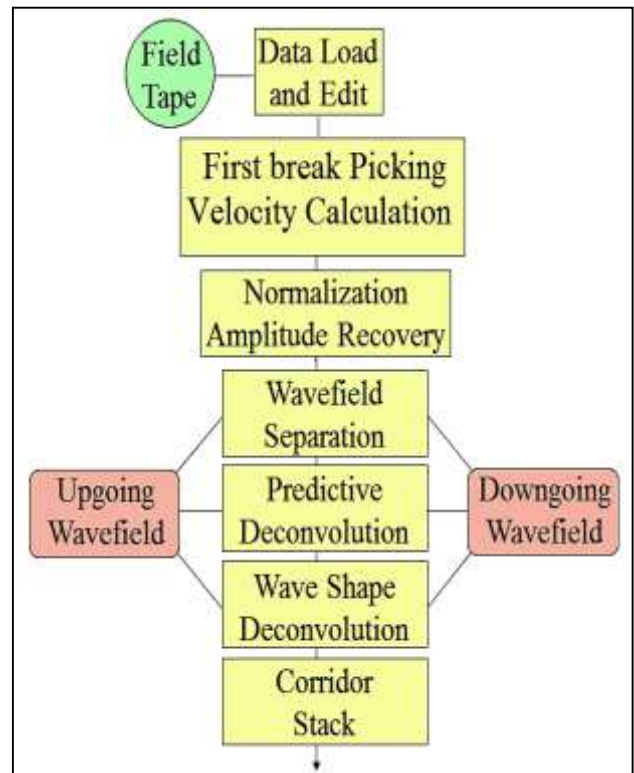 Field
Tape
Data Load
and Edit
First break Picking
Velocity Calculation
Normalization
Amplitude Recovery
Wavefield
Separation
Upgoing
Wavefield
Predictive
Deconvolution
Downgoing
Wavefield
Wave Shape
Deconvolution
Corridor
Stack